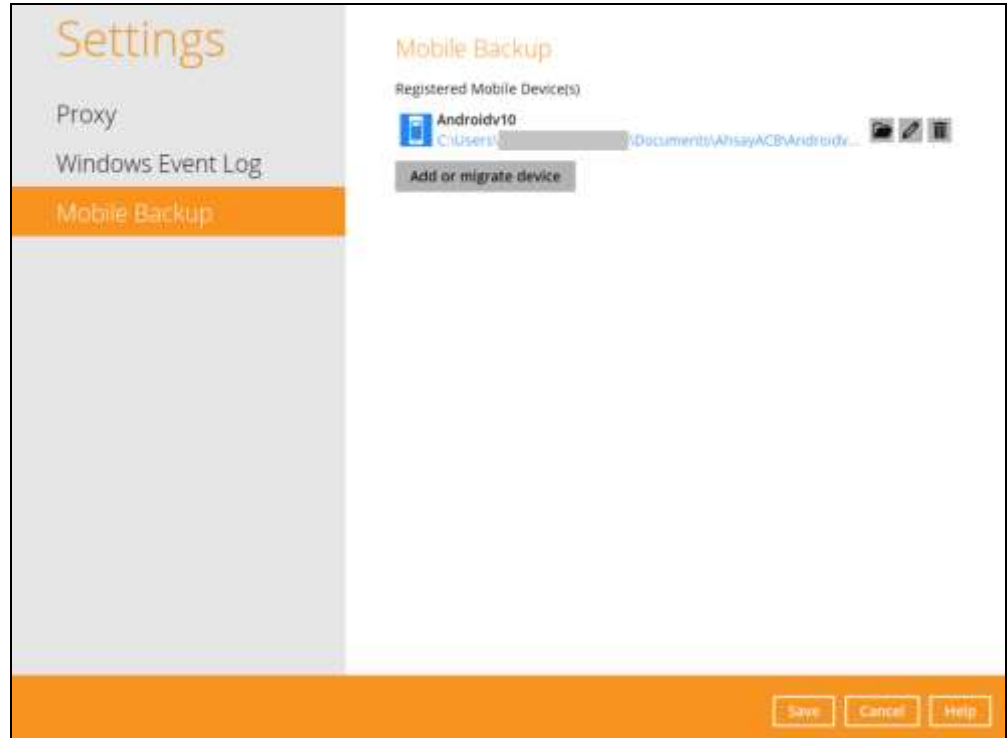 Settings
Proxy
Windows Event Log
Mobile Backup
Mobile Backup
Registered Mobile Device(s)
Androidv10
C:\Users\ \Documents\AhsayACB\Androidv...
Add or migrate device
Save
Cancel
Help